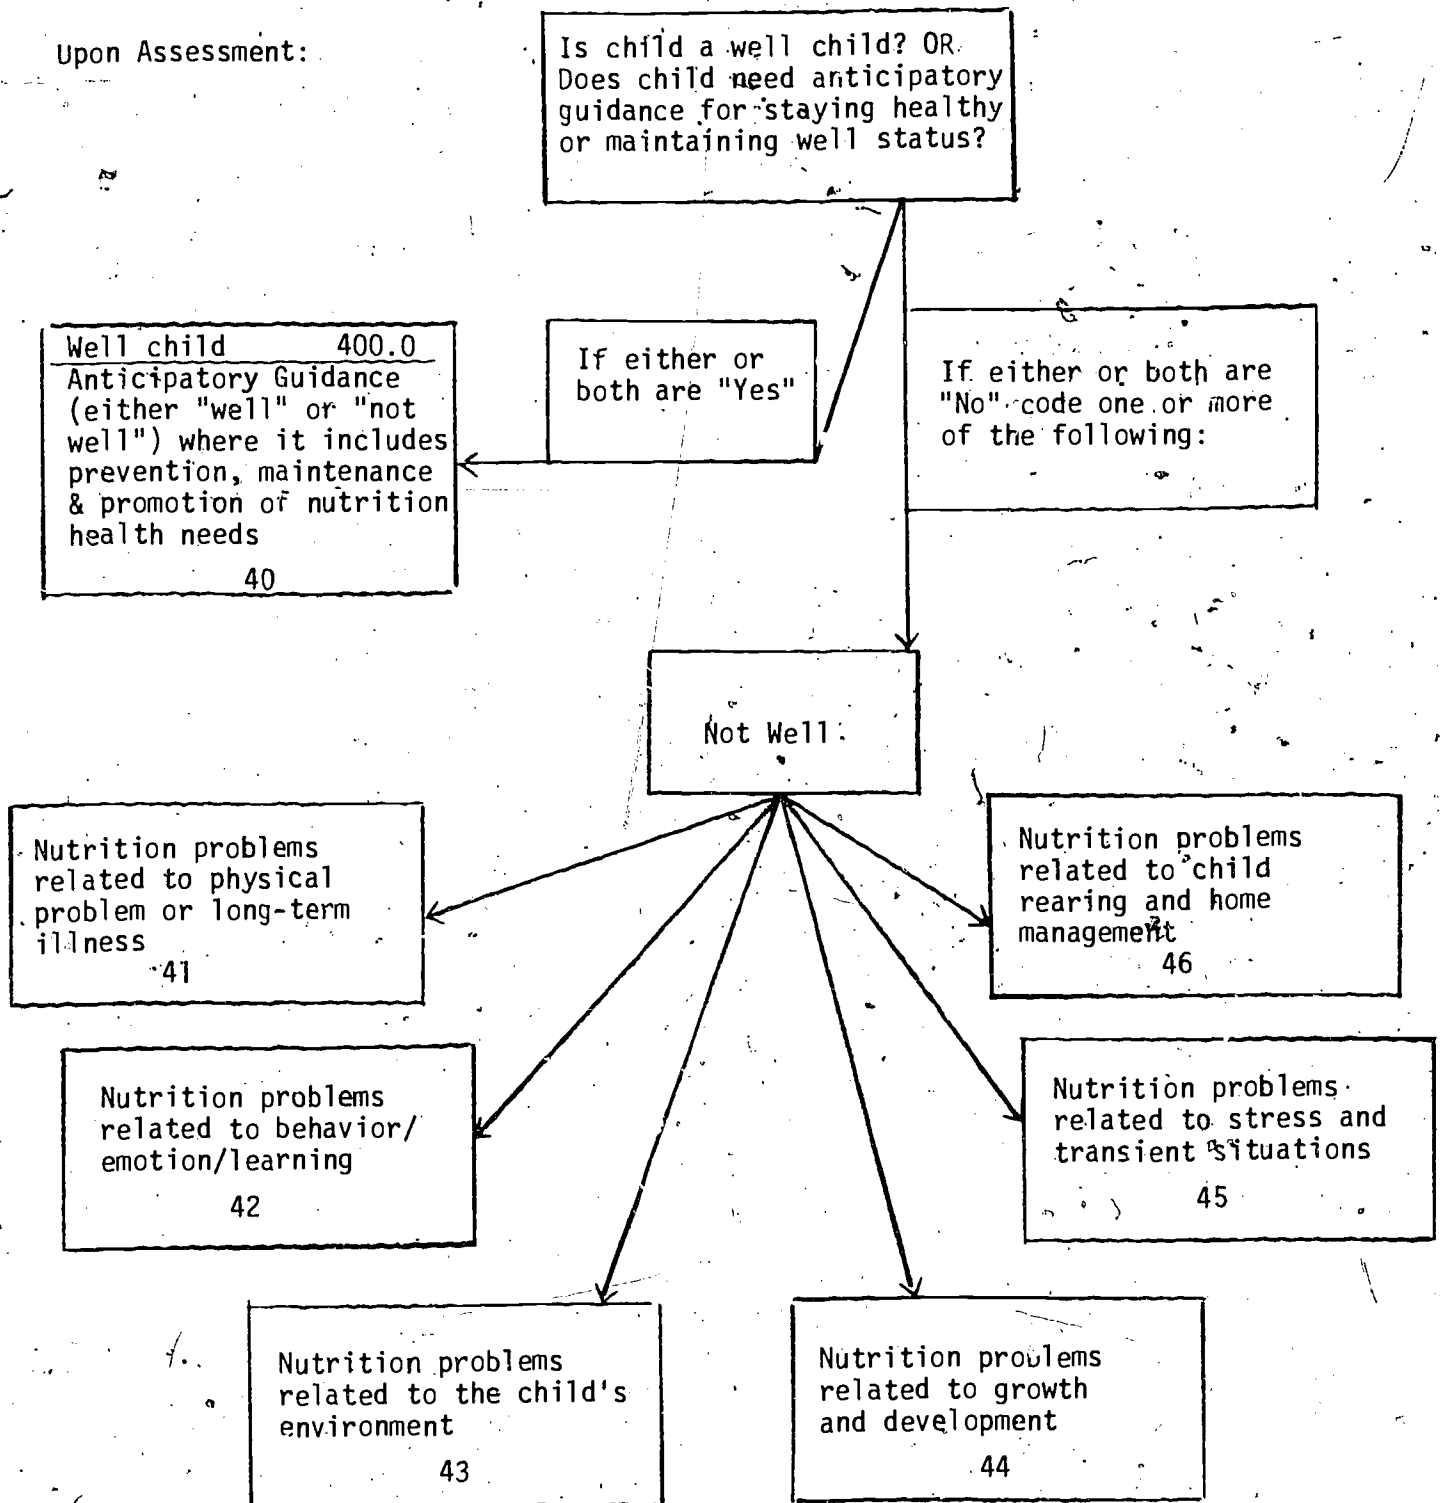 Upon Assessment:
Is child a well child? OR
Does child need anticipatory
guidance for staying healthy
or maintaining well status?
Well child 400.0
Anticipatory Guidance
(either "well" or "not
well") where it includes
prevention, maintenance
& promotion of nutrition
health needs
40
If either or
both are "Yes"
If either or both are
"No" code one or more
of the following:
Not Well
Nutrition problems
related to physical
problem or long-term
illness
41
Nutrition problems
related to child
rearing and home
management
46
Nutrition problems
related to behavior/
emotion/learning
42
Nutrition problems
related to stress and
transient situations
45
Nutrition problems
related to the child's
environment
43
Nutrition problems
related to growth
and development
44